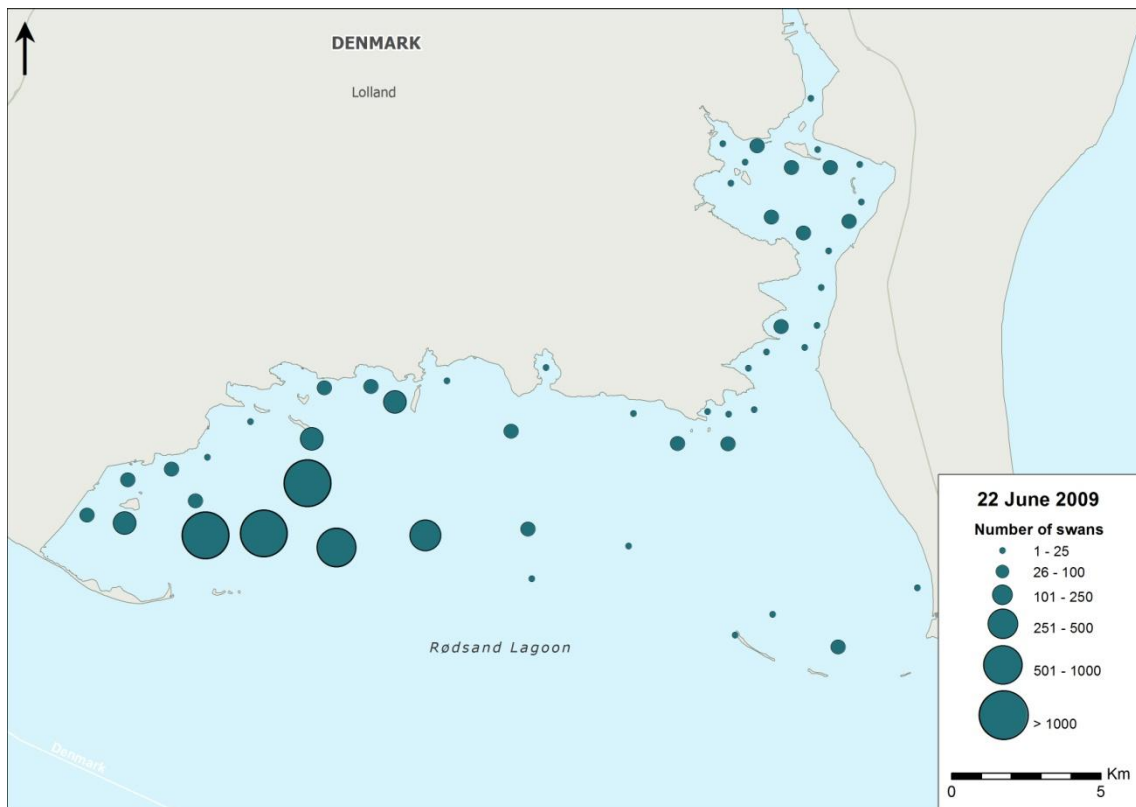 DENMARK
Lolland
Rødsand Lagoon
Denmark
22 June 2009
Number of swans
1 - 25
26 - 100
101 - 250
251 - 500
501 - 1000
> 1000
Km
0 5